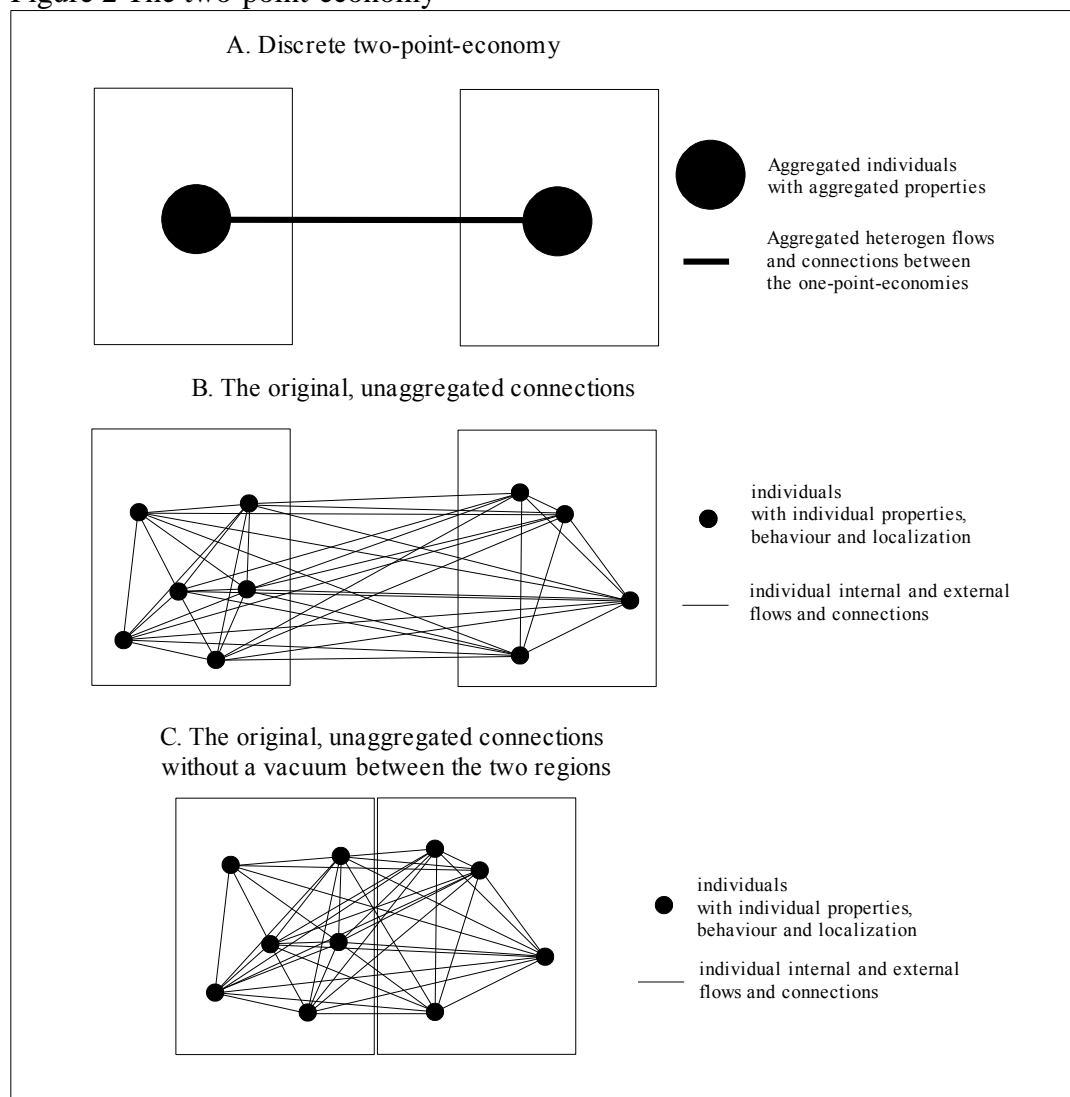 Figure 2 The two-point-economy
A. Discrete two-point-economy
Aggregated individuals
with aggregated properties
Aggregated heterogen flows
and connections between
the one-point-economies
B. The original, unaggregated connections
individuals
with individual properties,
behaviour and localization
individual internal and external
flows and connections
C. The original, unaggregated connections
without a vacuum between the two regions
individuals
with individual properties,
behaviour and localization
individual internal and external
flows and connections